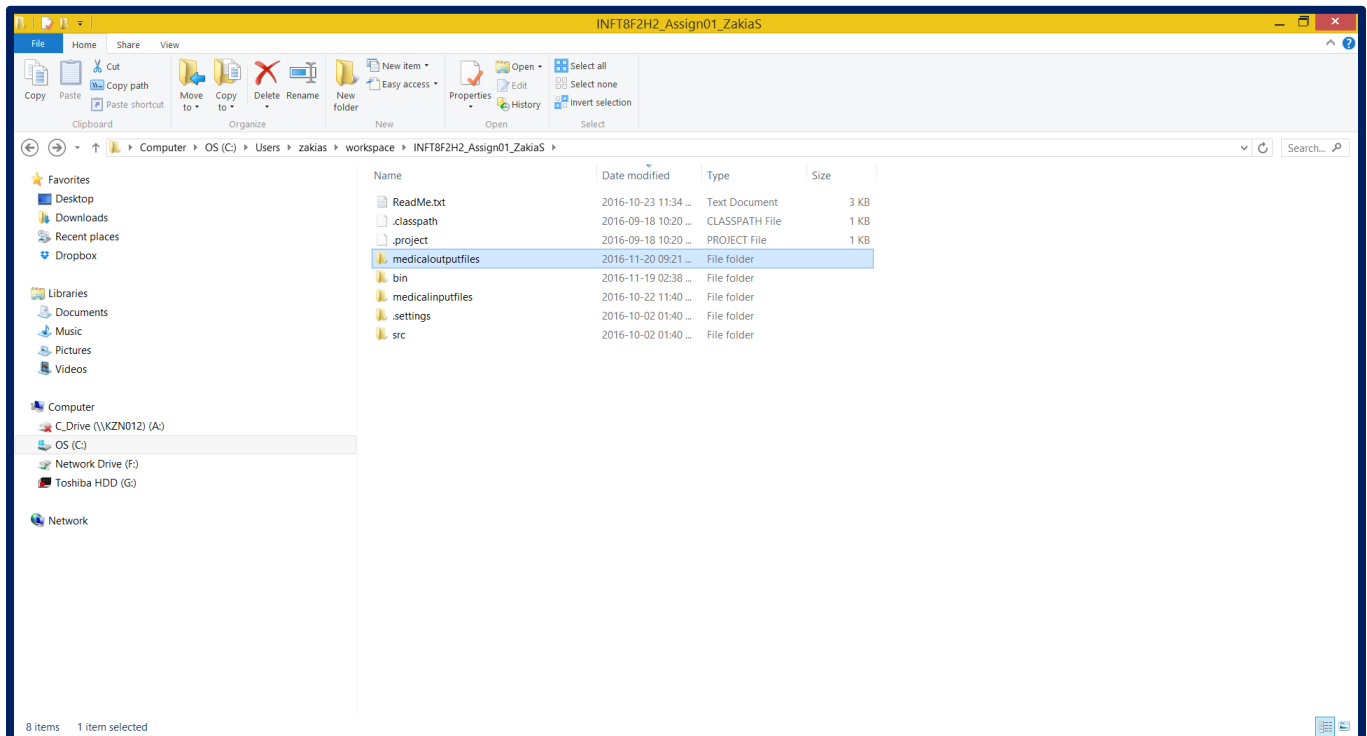 INFT8F2H2_Assign01_ZakiaS
File Home Share View
Copy
Paste
Cut
Copy path
Paste shortcut
Clipboard
Move to
Copy to
Delete
Rename
Organize
New folder
New item
Easy access
New
Properties
Open
Edit
History
Open
Select all
Select none
Invert selection
Select
Computer OS (C:) Users zakias workspace INFT8F2H2_Assign01_ZakiaS
Search...
Favorites
Desktop
Downloads
Recent places
Dropbox
Libraries
Documents
Music
Pictures
Videos
Computer
C_Drive (\\KZN012) (A:)
OS (C:)
Network Drive (F:)
Toshiba HDD (G:)
Network
Name Date modified Type Size
ReadMe.txt 2016-10-23 11:34 ... Text Document 3 KB
.classpath 2016-09-18 10:20 ... CLASSPATH File 1 KB
.project 2016-09-18 10:20 ... PROJECT File 1 KB
medicaloutputfiles 2016-11-20 09:21 ... File folder
bin 2016-11-19 02:38 ... File folder
medicalinputfiles 2016-10-22 11:40 ... File folder
.settings 2016-10-02 01:40 ... File folder
src 2016-10-02 01:40 ... File folder
8 items 1 item selected